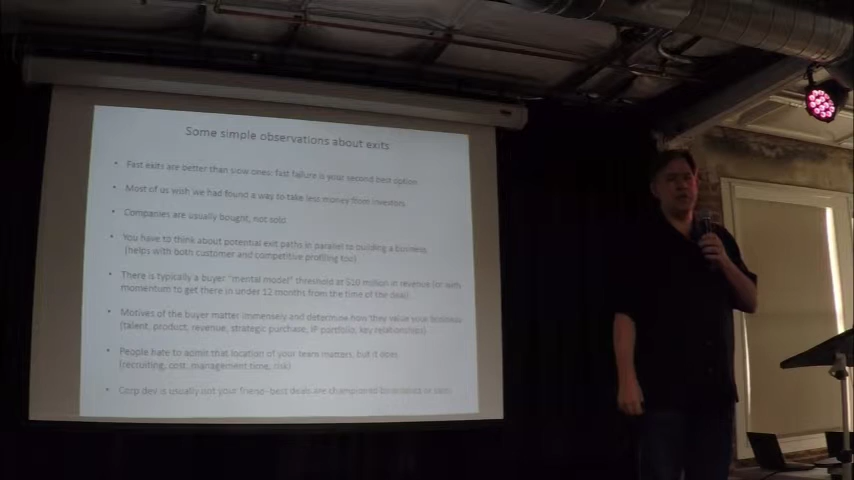 Some simple observations about exits
• Fast exits are better than slow ones: fast failure is your second best option
• Most of us wish we had found a way to take less money from investors
• Companies are usually bought, not sold.
• You have to think about potential exit paths in parallel to building a business,
(helps with both customer and competitive profiling too)
• There is typically a buyer "mental model" threshold at $10 million in revenue (or with
momentum to get there in under 12 months from the time of the deal)
• Motives of the buyer matter immensely and determine how they value your business
(talent, product, revenue, strategic purchase, IP portfolio, key relationships)
• People hate to admit that location of your team matters, but it does
(recruiting, cost, management time, risk)
• Corp dev is usually not your friend- best deals are championed